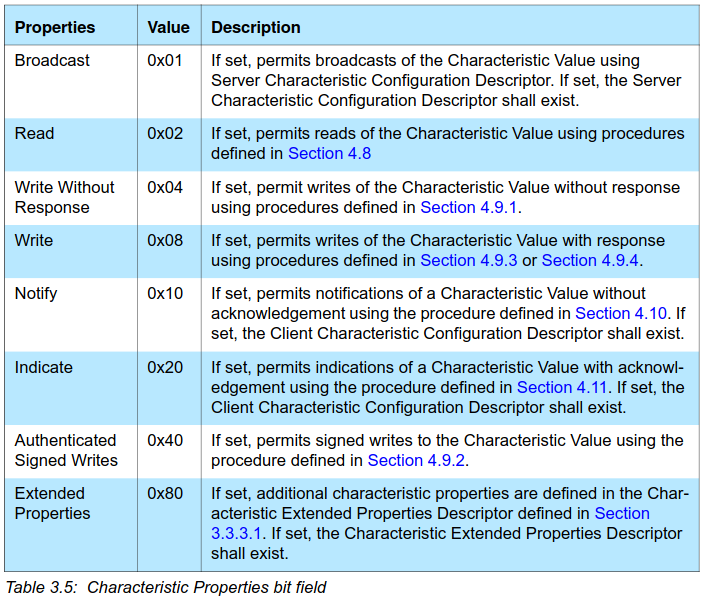 Properties Value Description
Broadcast 0x01 If set, permits broadcasts of the Characteristic Value using
Server Characteristic Configuration Descriptor. If set, the Server
Characteristic Configuration Descriptor shall exist.
Read 0x02 If set, permits reads of the Characteristic Value using procedures
defined in Section 4.8
Write Without 0x04 If set, permit writes of the Characteristic Value without response
Response using procedures defined in Section 4.9.1.
Write 0x08 If set, permits writes of the Characteristic Value with response
using procedures defined in Section 4.9.3 or Section 4.9.4.
Notify 0x10 If set, permits notifications of a Characteristic Value without
acknowledgement using the procedure defined in Section 4.10. If
set, the Client Characteristic Configuration Descriptor shall exist.
Indicate 0x20 If set, permits indications of a Characteristic Value with acknowl-
edgement using the procedure defined in Section 4.11. If set, the
Client Characteristic Configuration Descriptor shall exist.
Authenticated 0x40 If set, permits signed writes to the Characteristic Value using the
Signed Writes procedure defined in Section 4.9.2.
Extended 0x80 If set, additional characteristic properties are defined in the Char-
Properties acteristic Extended Properties Descriptor defined in Section
3.3.3.1. If set, the Characteristic Extended Properties Descriptor
shall exist.
Table 3.5: Characteristic Properties bit field